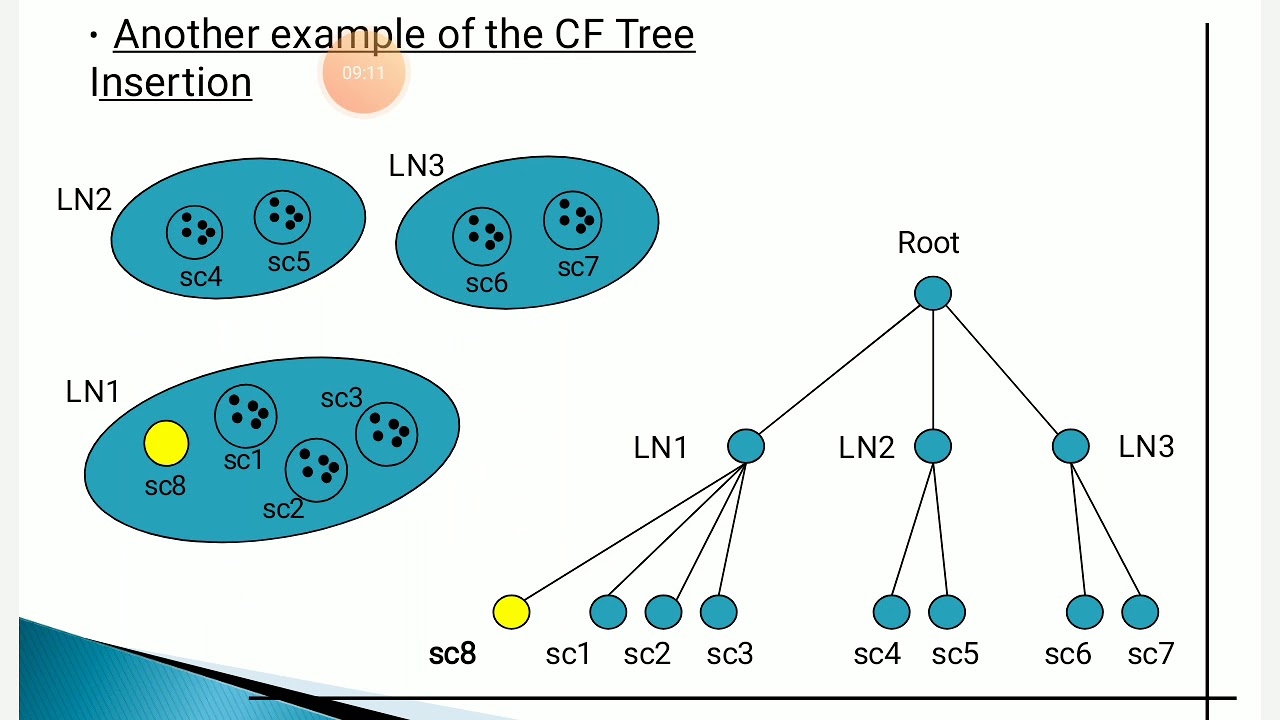 • Another example of the CF Tree
Insertion
09:11
LN2
sc4
sc5
LN3
sc6
sc7
LN1
sc8
sc1
sc2
sc3
Root
LN1
LN2
LN3
sc8 sc1 sc2 sc3 sc4 sc5 sc6 sc7